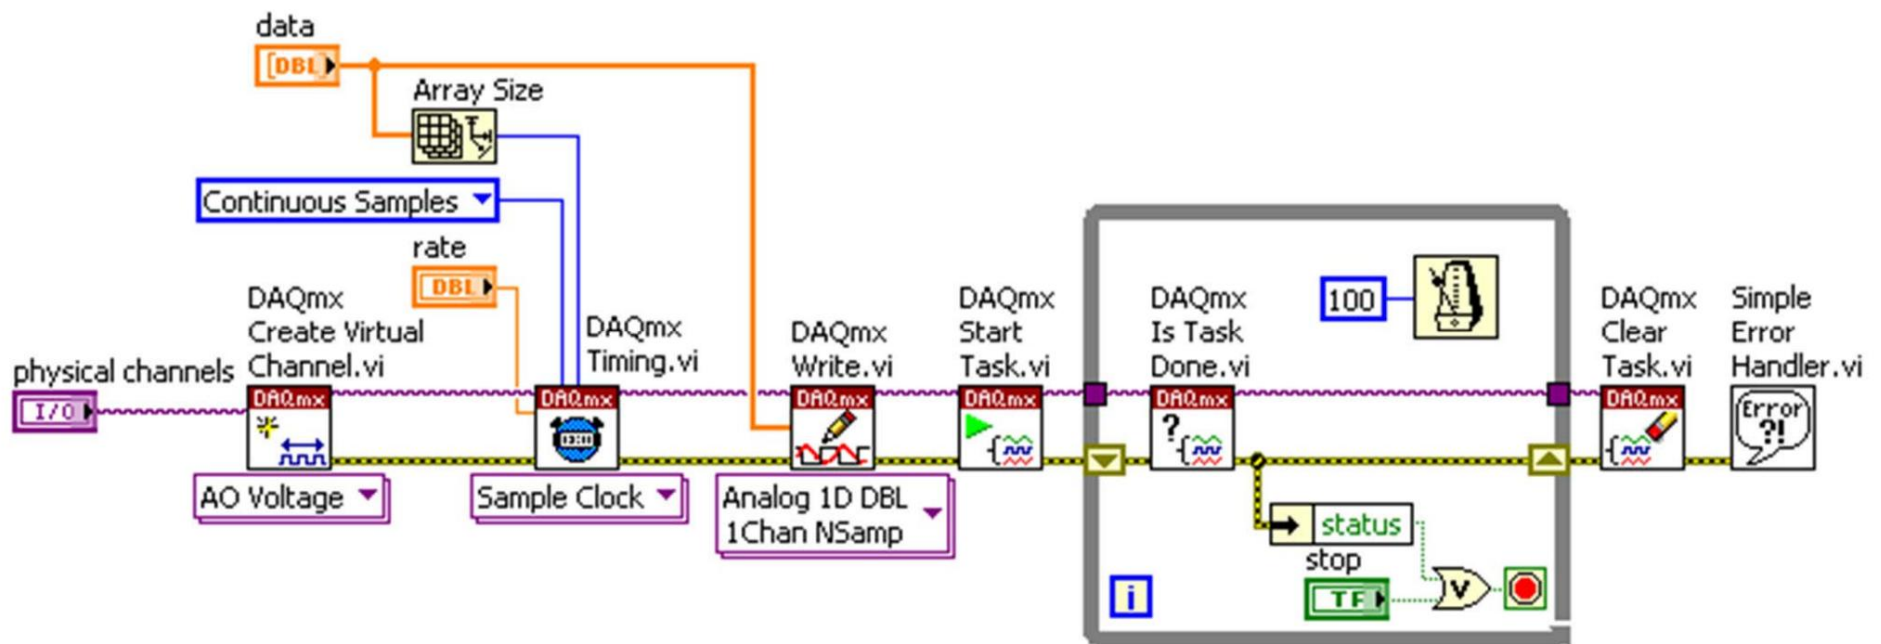 data
[DBL]
Array Size
Continuous Samples
rate
DBL
DAQmx
Create Virtual
Channel.vi
DAQmx
Timing.vi
DAQmx
Write.vi
DAQmx
Start
Task.vi
DAQmx
Is Task
Done.vi
100
DAQmx
Clear
Task.vi
Simple
Error
Handler.vi
physical channels
I/O
DAQmx
DAQmx
DAQmx
DAQmx
DAQmx
DAQmx
?
Error
?!
AO Voltage
Sample Clock
Analog 1D DBL
1Chan NSamp
status
stop
TF
V
i